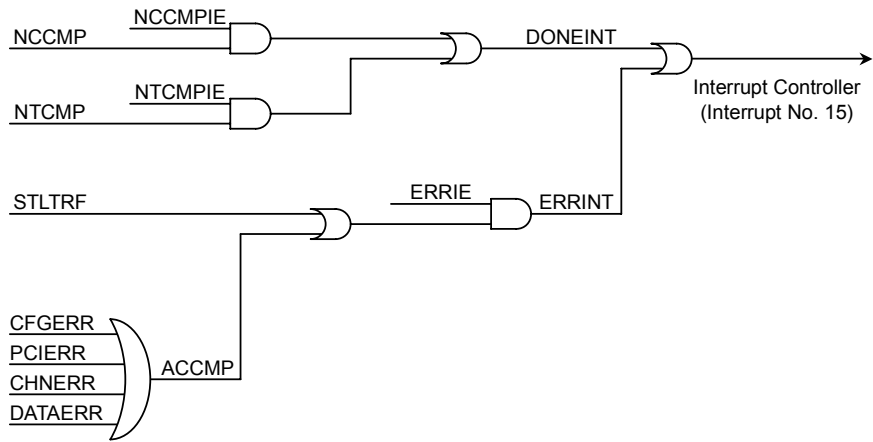 NCCMPIE
NCCMP
DONEINT
Interrupt Controller
(Interrupt No. 15)
NTCMPIE
NTCMP
ERRIE
STLTRF
ERRINT
CFGERR
PCIERR
ACCMP
CHNERR
DATAERR